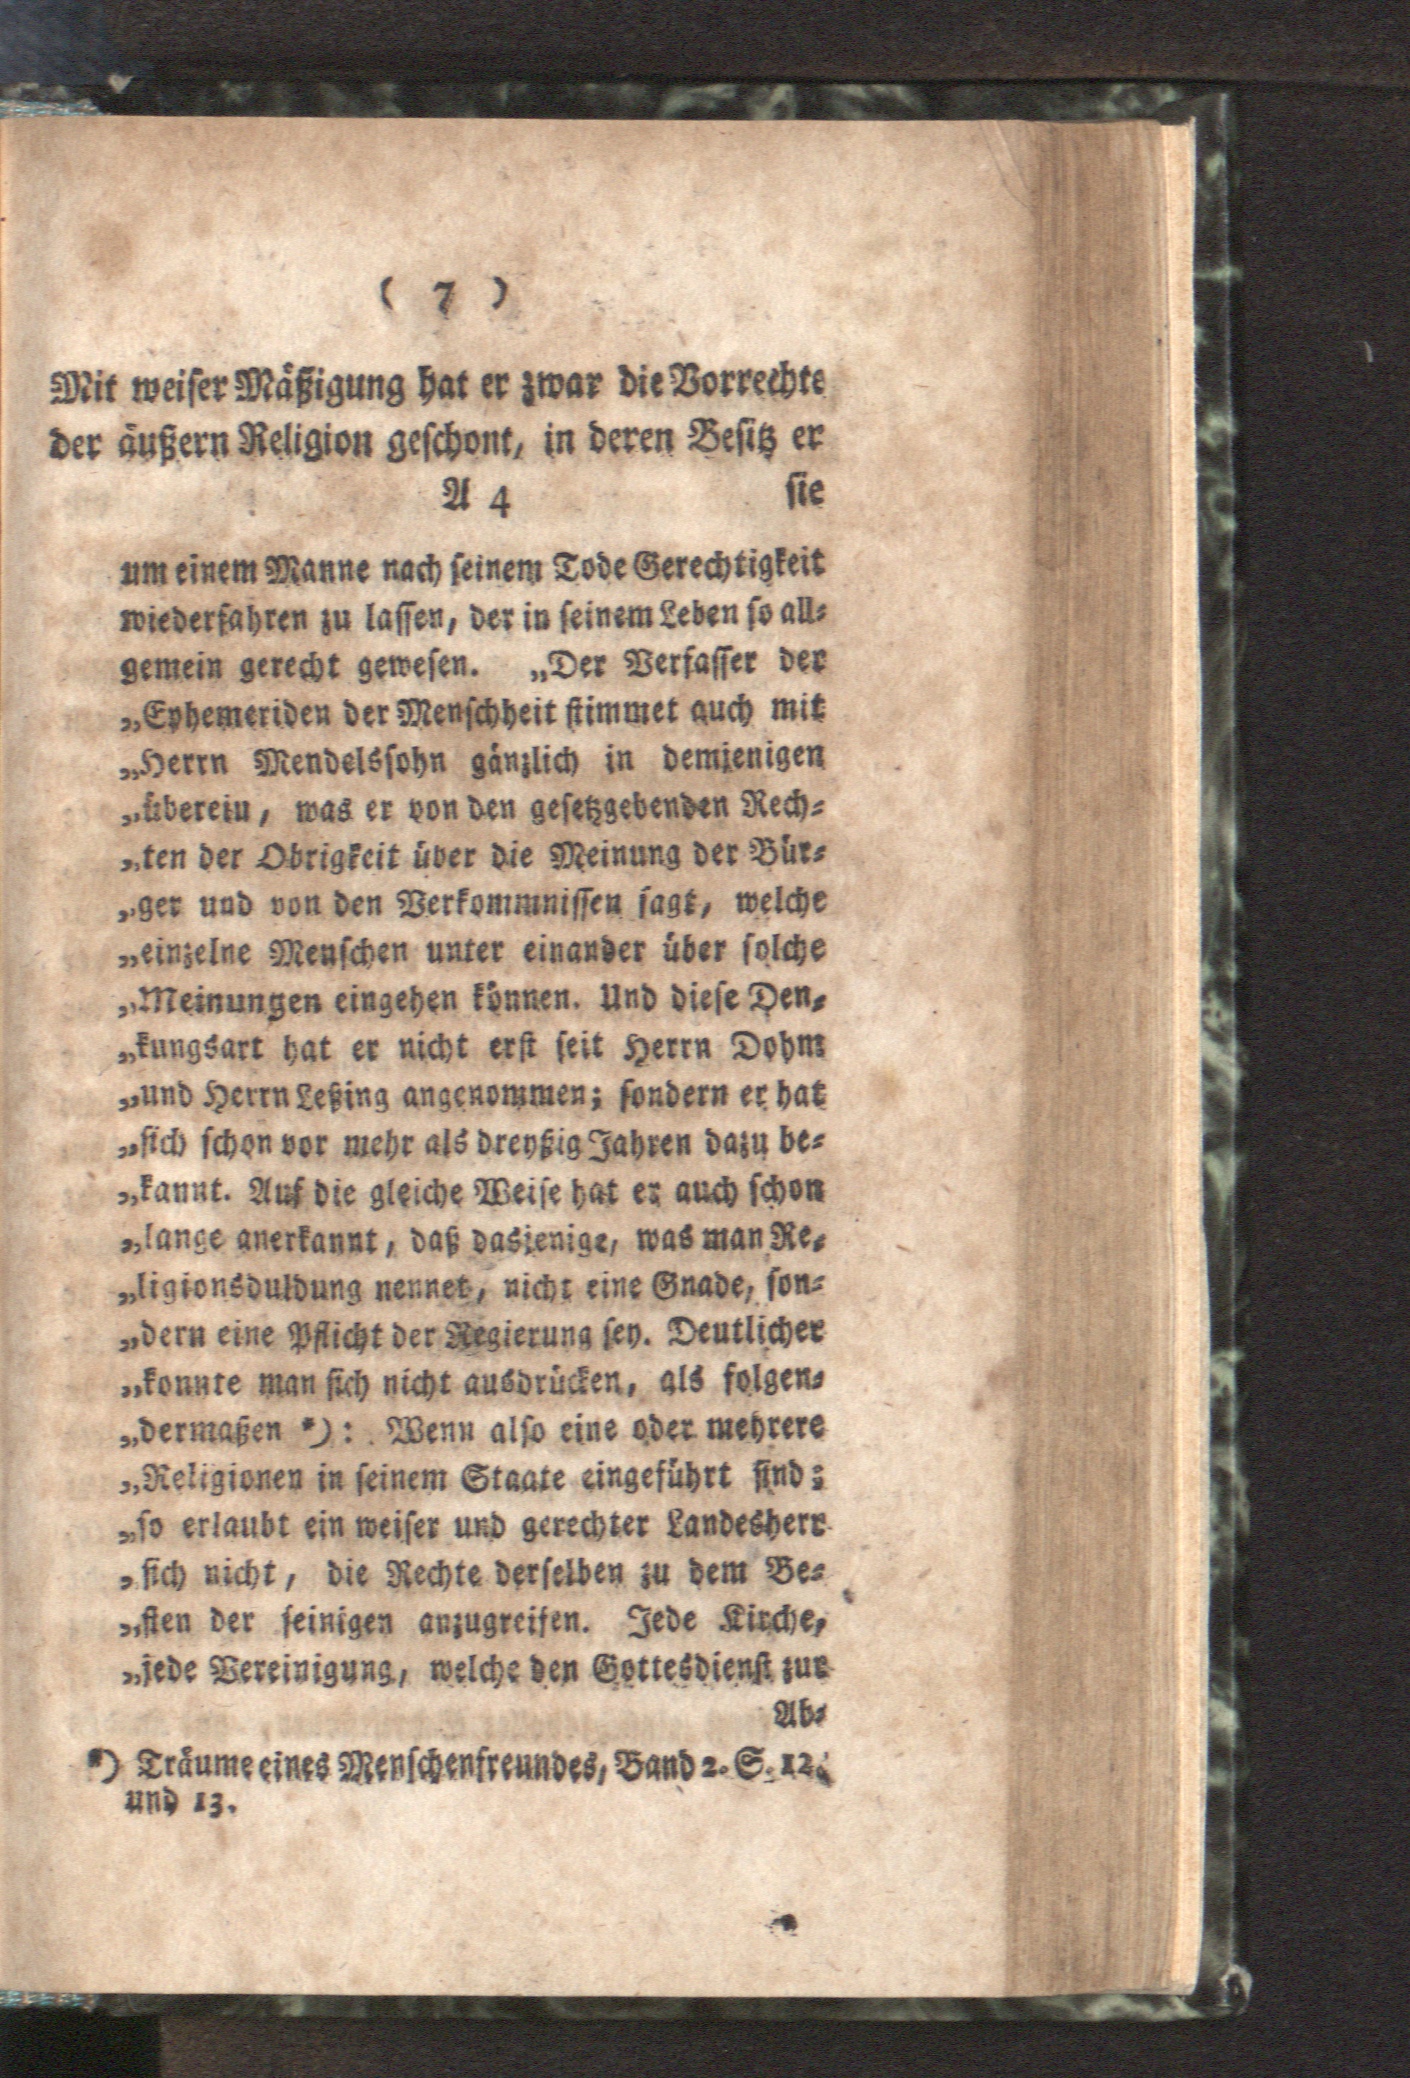 ( 7 )
Mit weiser Mäßigung hat er zwar die Vorrechte
der äußern Religion geschont, in deren Besitz er
A 4 sie
um einem Manne nach seinem Tode Gerechtigkeit
wiederfahren zu lassen, der in seinem Leben so all-
gemein gerecht gewesen. „Der Verfasser der
„Ephemeriden der Menschheit stimmet auch mit
„Herrn Mendelssohn gänzlich in demjenigen
„überein, was er von den gesetzgebenden Rech-
„ten der Obrigkeit über die Meinung der Bür-
„ger und von den Verkommnissen sagt, welche
„einzelne Menschen unter einander über solche
„Meinungen eingehen können. Und diese Den-
„kungsart hat er nicht erst seit Herrn Dohm
„und Herrn Leßing angenommen; sondern er hat
„sich schon vor mehr als dreyßig Jahren dazu be-
„kannt. Auf die gleiche Weise hat er auch schon
„lange anerkannt, daß dasjenige, was man Re-
„ligionsduldung nennet, nicht eine Gnade, son-
„dern eine Pflicht der Regierung sey. Deutlicher
„konnte man sich nicht ausdrücken, als folgen-
„dermaßen *): Wenn also eine oder mehrere
„Religionen in seinem Staate eingeführt sind;
„so erlaubt ein weiser und gerechter Landesherr
„sich nicht, die Rechte derselben zu dem Be-
„sten der seinigen anzugreifen. Jede Kirche,
„jede Vereinigung, welche den Gottesdienst zur
Ab-
*) Träume eines Menschenfreundes, Band 2. S. 12.
und 13.